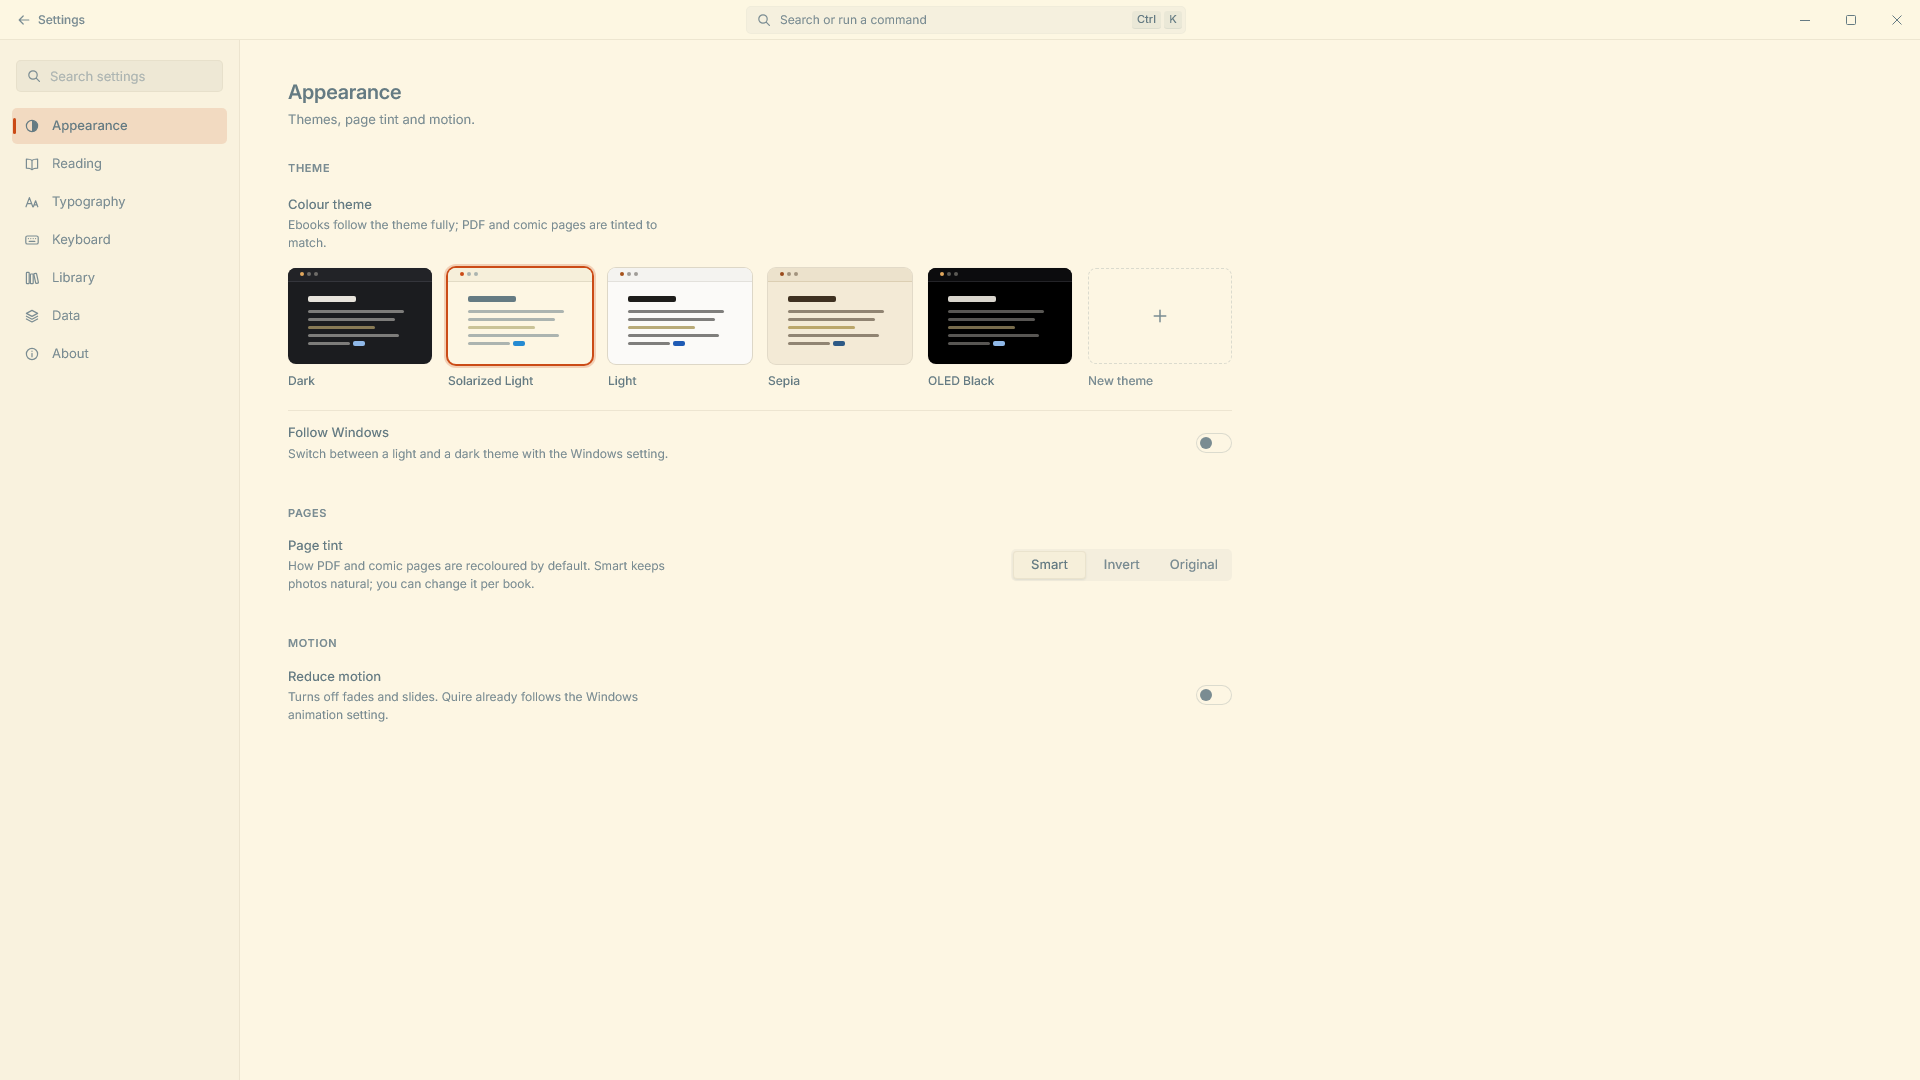 Settings
Search or run a command
Ctrl K
Search settings
Appearance
Reading
Typography
Keyboard
Library
Data
About
Appearance
Themes, page tint and motion.
THEME
Colour theme
Ebooks follow the theme fully; PDF and comic pages are tinted to
match.
Dark
Solarized Light
Light
Sepia
OLED Black
New theme
Follow Windows
Switch between a light and a dark theme with the Windows setting.
PAGES
Page tint
How PDF and comic pages are recoloured by default. Smart keeps
photos natural; you can change it per book.
Smart
Invert
Original
MOTION
Reduce motion
Turns off fades and slides. Quire already follows the Windows
animation setting.